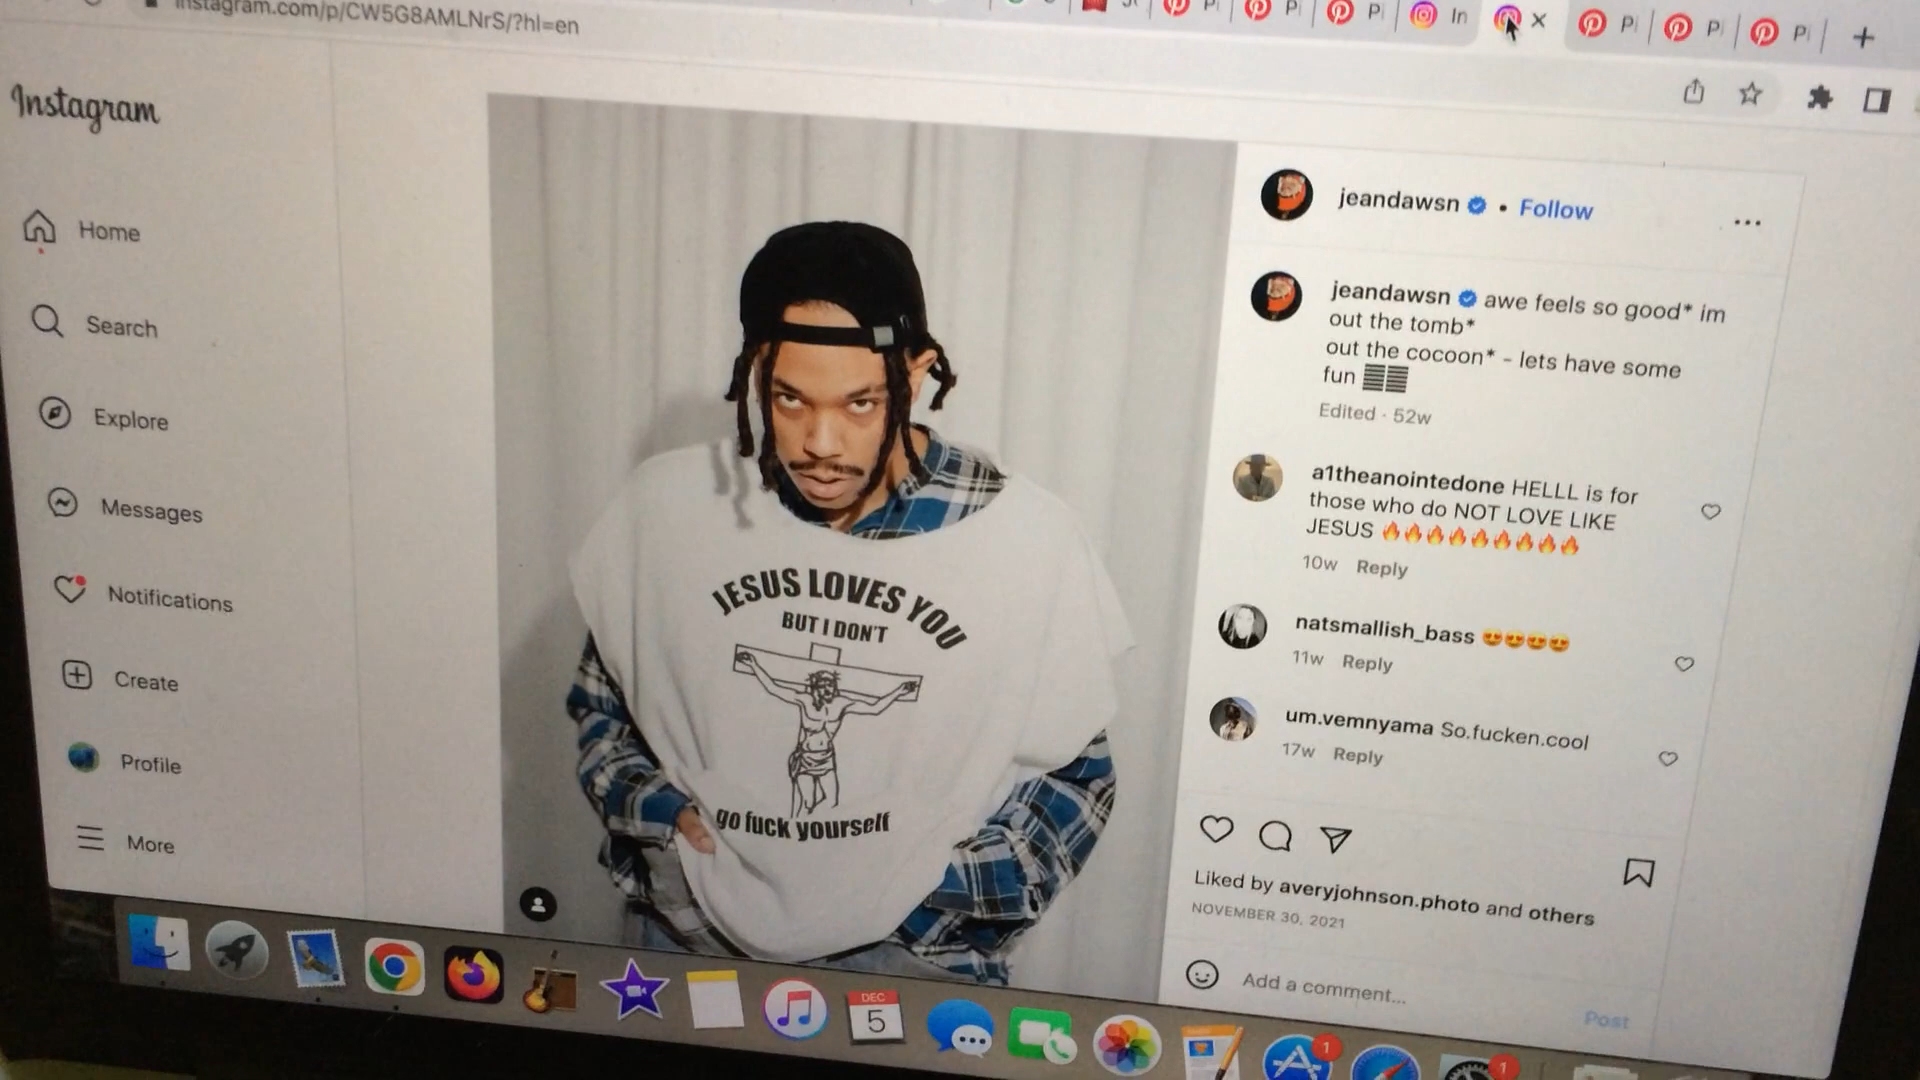 instagram.com/p/CW5G8AMLNrS/?hl=en
In
Instagram
Home
Search
Explore
Messages
Notifications
Create
Profile
More
JESUS LOVES YOU
BUT I DON'T
go fuck yourself
jeandawsn • Follow
jeandawsn awe feels so good* im
out the tomb*
out the cocoon* - lets have some
fun
Edited · 52w
a1theanointedone HELLL is for
those who do NOT LOVE LIKE
JESUS 🔥🔥🔥🔥🔥🔥🔥🔥🔥
10w Reply
natsmallish_bass 😍😍😍😍
11w Reply
um.vemnyama So.fucken.cool
17w Reply
Liked by averyjohnson.photo and others
NOVEMBER 30, 2021
Add a comment...
Post
DEC
5
1
1